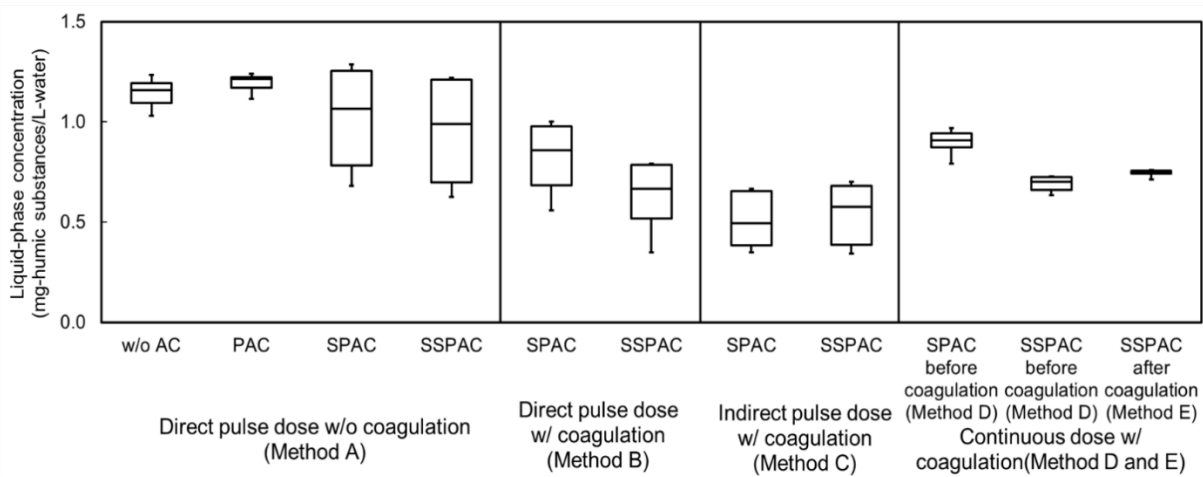 Liquid-phase concentration
(mg-humic substances/L-water)
1.5
1.0
0.5
0.0
w/o AC
PAC
SPAC
SSPAC
SPAC
SSPAC
SPAC
SSPAC
SPAC
before
coagulation
(Method D)
SSPAC
before
coagulation
(Method D)
SSPAC
after
coagulation
(Method E)
Direct pulse dose w/o coagulation
(Method A)
Direct pulse dose
w/ coagulation
(Method B)
Indirect pulse dose
w/ coagulation
(Method C)
Continuous dose w/
coagulation(Method D and E)